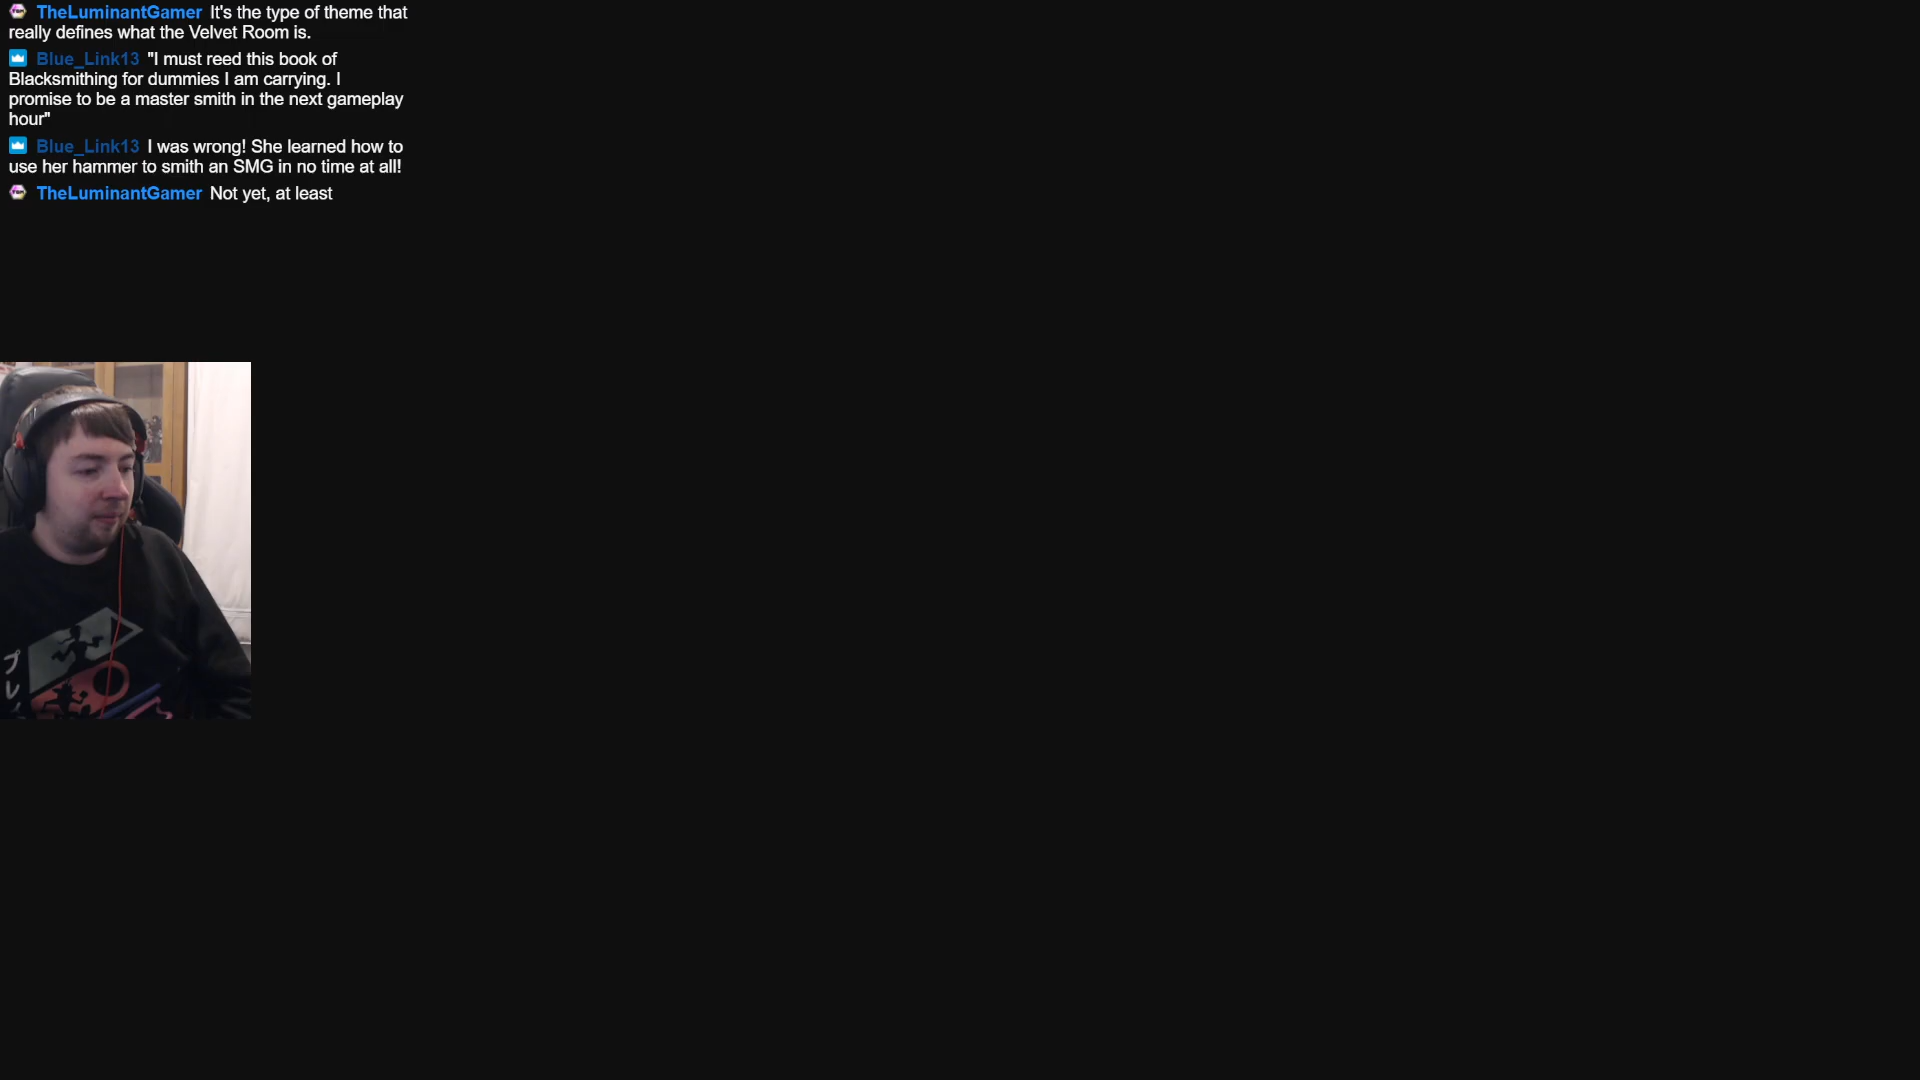 TheLuminantGamer It's the type of theme that
really defines what the Velvet Room is.
Blue_Link13 "I must reed this book of
Blacksmithing for dummies I am carrying. I
promise to be a master smith in the next gameplay
hour"
Blue_Link13 I was wrong! She learned how to
use her hammer to smith an SMG in no time at all!
TheLuminantGamer Not yet, at least
プレ